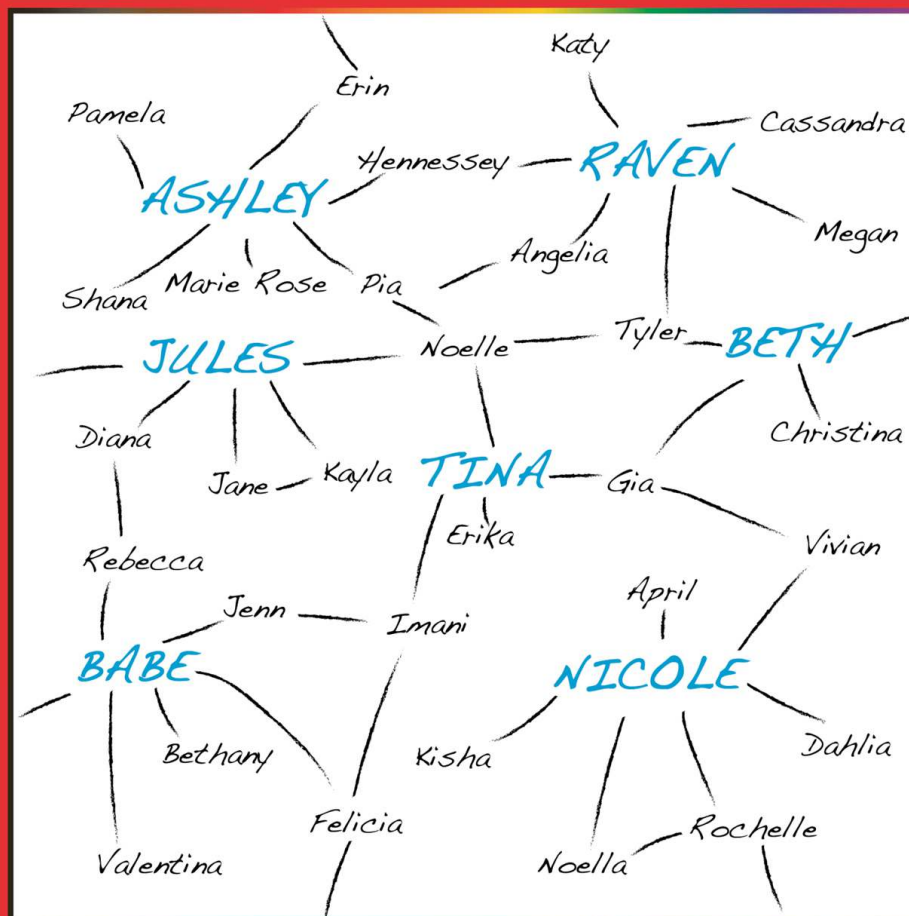 Katy
Erin
Pamela
Cassandra
Hennessey
RAVEN
ASHLEY
Megan
Angelia
Shana
Marie Rose
Pia
JULES
Noelle
Tyler
BETH
Diana
Christina
Jane
Kayla
TINA
Gia
Erika
Vivian
Rebecca
April
Jenn
Imani
BABE
NICOLE
Bethany
Kisha
Dahlia
Felicia
Rochelle
Valentina
Noella